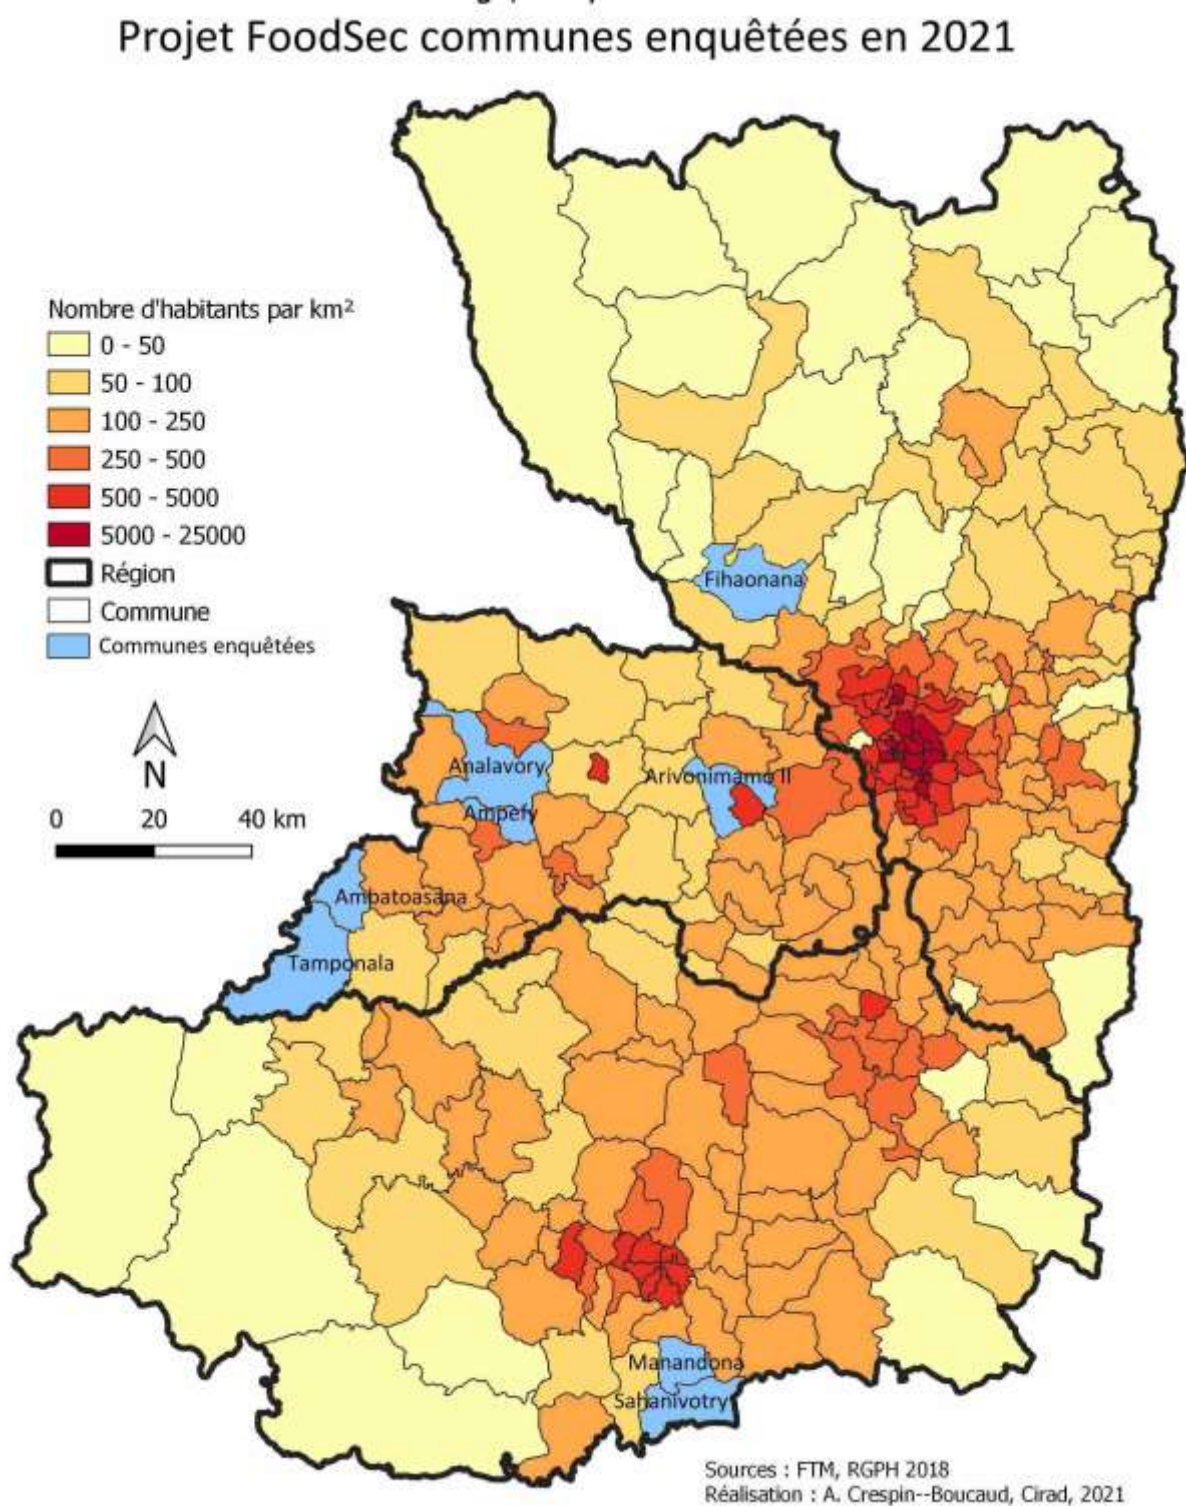 Projet FoodSec communes enquêtées en 2021
Nombre d'habitants par km²
0 - 50
50 - 100
100 - 250
250 - 500
500 - 5000
5000 - 25000
Région
Commune
Communes enquêtées
N
0 20 40 km
Fihaonana
Analavory
Arivonimamo II
Ampefy
Ambatoasana
Tamponala
Manandona
Sahanivotry
Sources : FTM, RGPH 2018
Réalisation : A. Crespin--Boucaud, Cirad, 2021